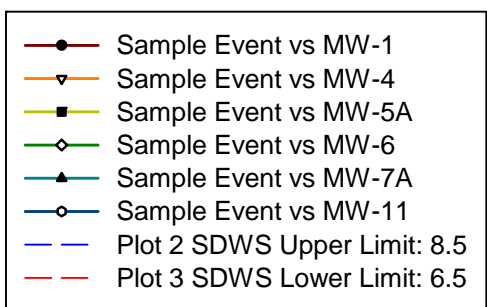 Sample Event vs MW-1
Sample Event vs MW-4
Sample Event vs MW-5A
Sample Event vs MW-6
Sample Event vs MW-7A
Sample Event vs MW-11
Plot 2 SDWS Upper Limit: 8.5
Plot 3 SDWS Lower Limit: 6.5